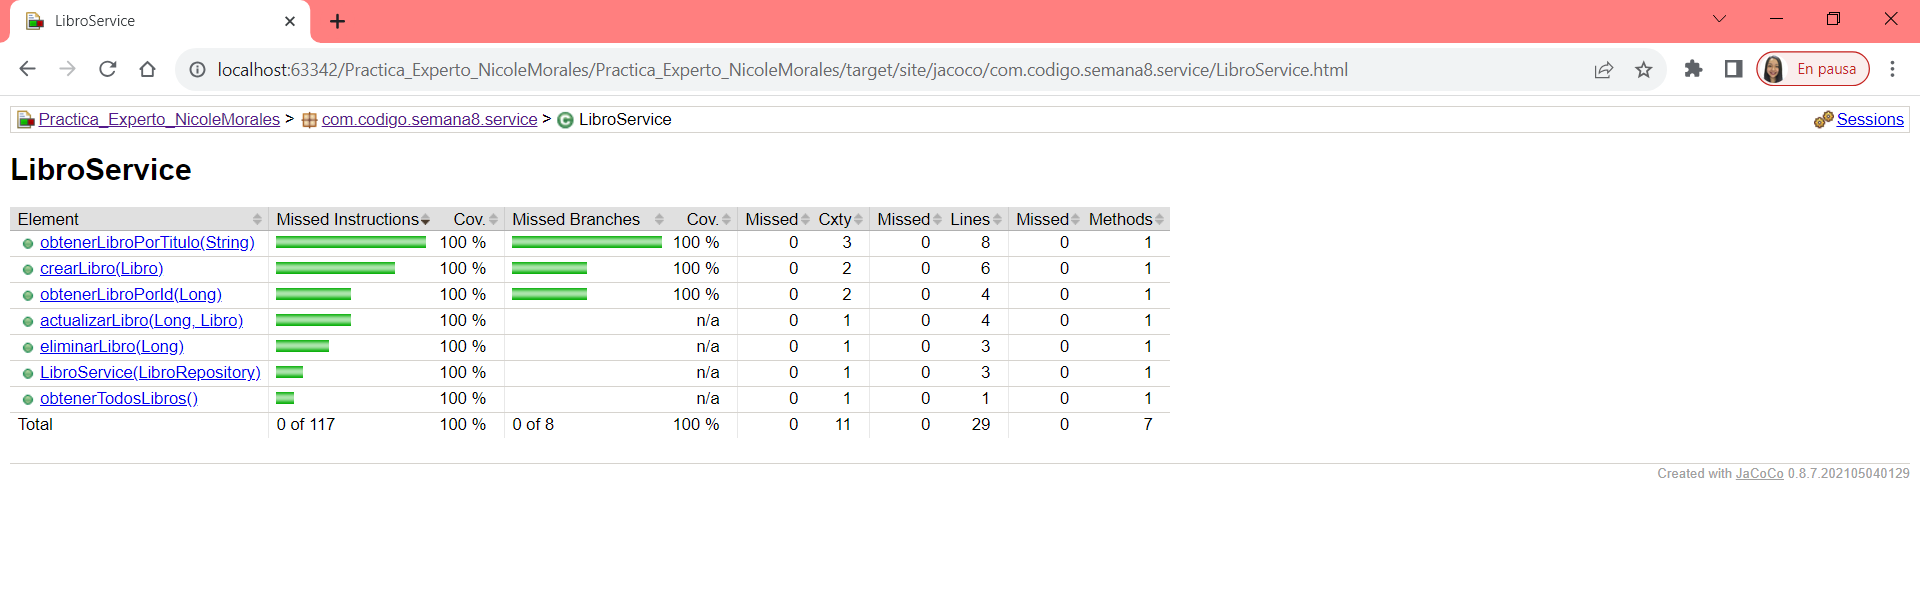 LibroService
localhost:63342/Practica_Experto_NicoleMorales/Practica_Experto_NicoleMorales/target/site/jacoco/com.codigo.semana8.service/LibroService.html
En pausa
Practica_Experto_NicoleMorales > com.codigo.semana8.service > LibroService
Sessions
LibroService
Element Missed Instructions Cov. Missed Branches Cov. Missed Cxty Missed Lines Missed Methods
obtenerLibroPorTitulo(String) 100 % 100 % 0 3 0 8 0 1
crearLibro(Libro) 100 % 100 % 0 2 0 6 0 1
obtenerLibroPorId(Long) 100 % 100 % 0 2 0 4 0 1
actualizarLibro(Long, Libro) 100 % n/a 0 1 0 4 0 1
eliminarLibro(Long) 100 % n/a 0 1 0 3 0 1
LibroService(LibroRepository) 100 % n/a 0 1 0 3 0 1
obtenerTodosLibros() 100 % n/a 0 1 0 1 0 1
Total 0 of 117 100 % 0 of 8 100 % 0 11 0 29 0 7
Created with JaCoCo 0.8.7.202105040129